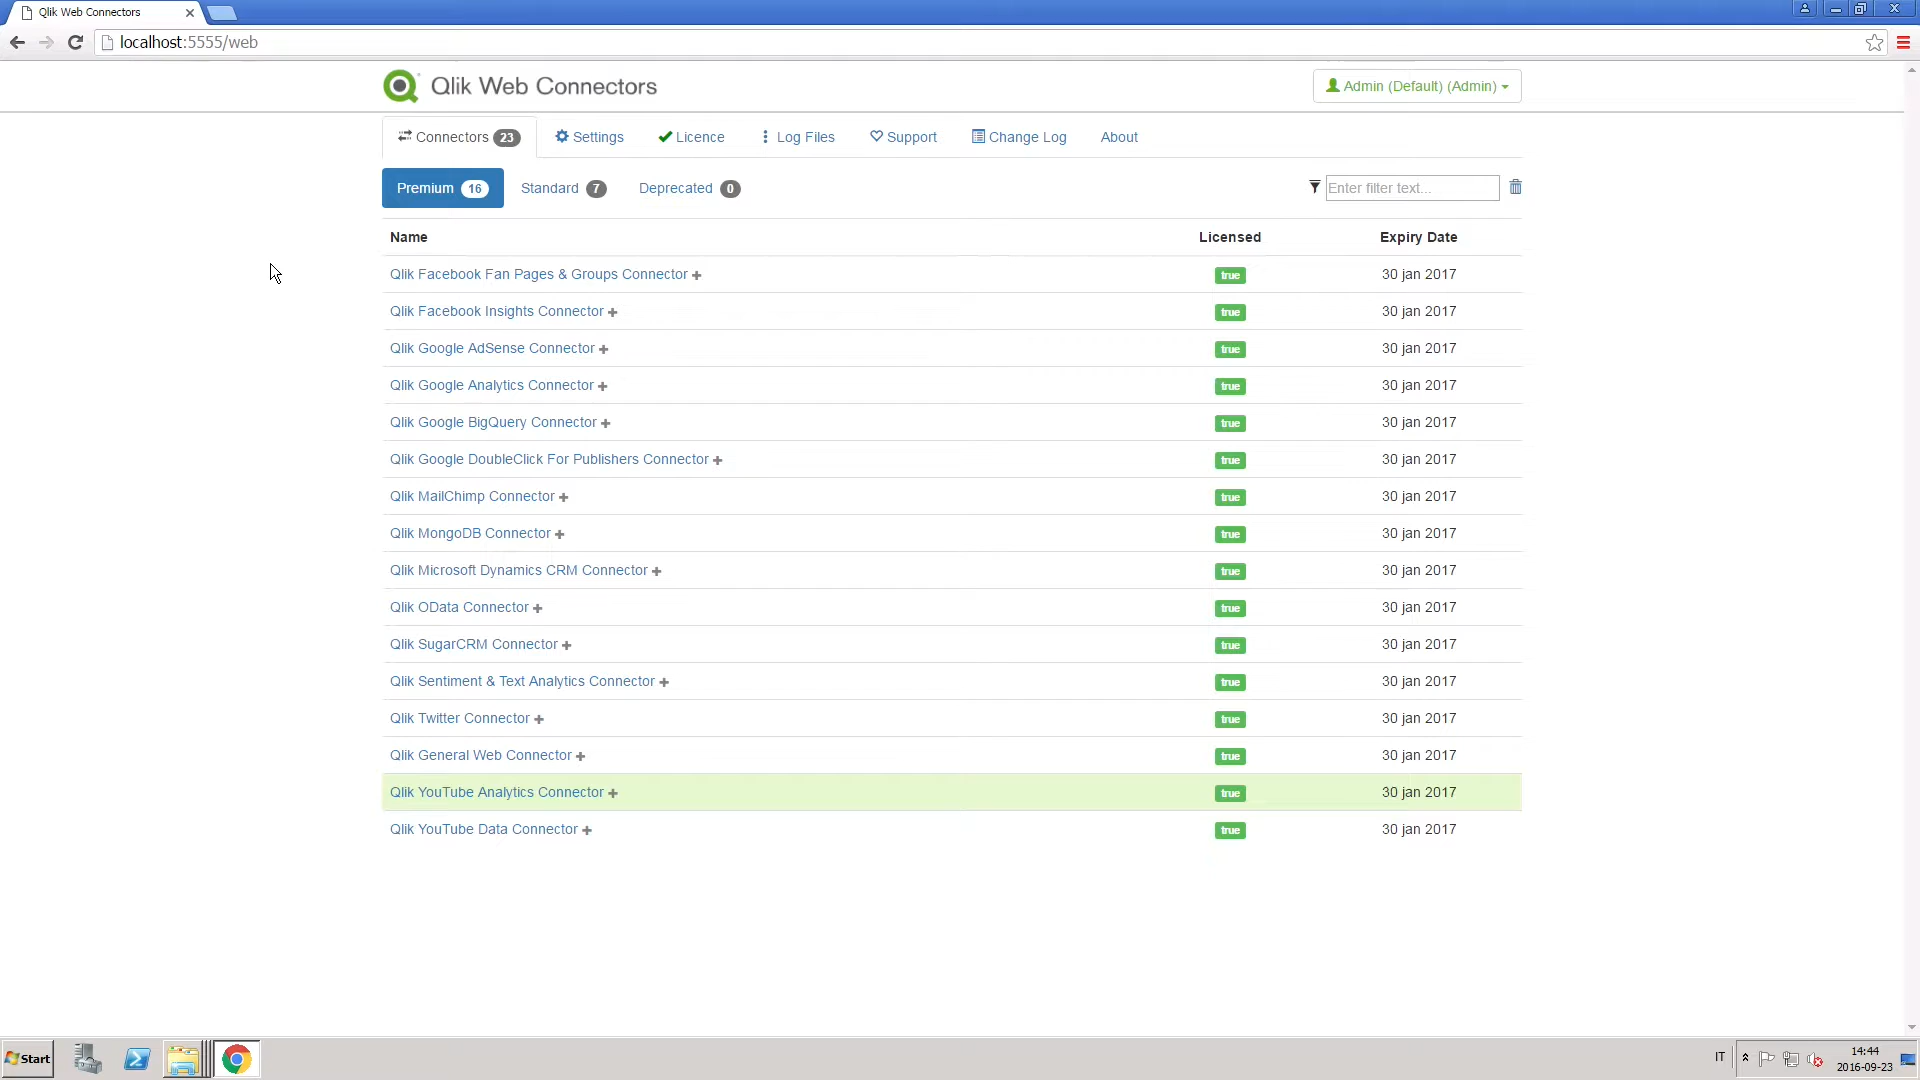 Qlik Web Connectors
localhost:5555/web
Qlik Web Connectors
Admin (Default) (Admin)
Connectors 23 Settings Licence Log Files Support Change Log About
Premium 16 Standard 7 Deprecated 0 Enter filter text...
Name Licensed Expiry Date
Qlik Facebook Fan Pages & Groups Connector true 30 jan 2017
Qlik Facebook Insights Connector true 30 jan 2017
Qlik Google AdSense Connector true 30 jan 2017
Qlik Google Analytics Connector true 30 jan 2017
Qlik Google BigQuery Connector true 30 jan 2017
Qlik Google DoubleClick For Publishers Connector true 30 jan 2017
Qlik MailChimp Connector true 30 jan 2017
Qlik MongoDB Connector true 30 jan 2017
Qlik Microsoft Dynamics CRM Connector true 30 jan 2017
Qlik OData Connector true 30 jan 2017
Qlik SugarCRM Connector true 30 jan 2017
Qlik Sentiment & Text Analytics Connector true 30 jan 2017
Qlik Twitter Connector true 30 jan 2017
Qlik General Web Connector true 30 jan 2017
Qlik YouTube Analytics Connector true 30 jan 2017
Qlik YouTube Data Connector true 30 jan 2017
Start IT 14:44
2016-09-23